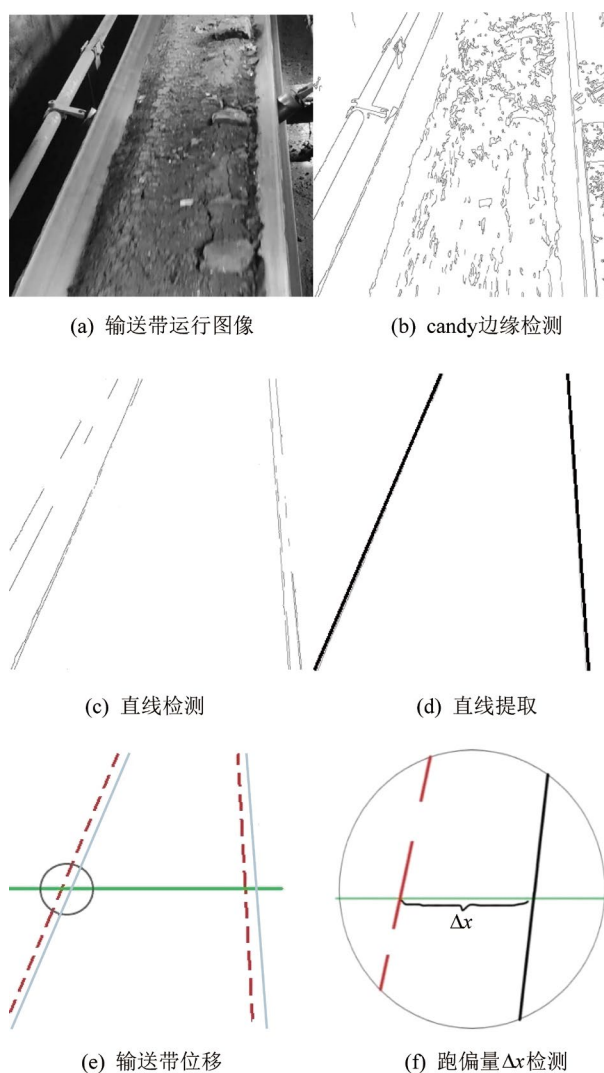 (a) 输送带运行图像
(b) candy边缘检测
(c) 直线检测
(d) 直线提取
Δx
(e) 输送带位移
(f) 跑偏量Δx检测